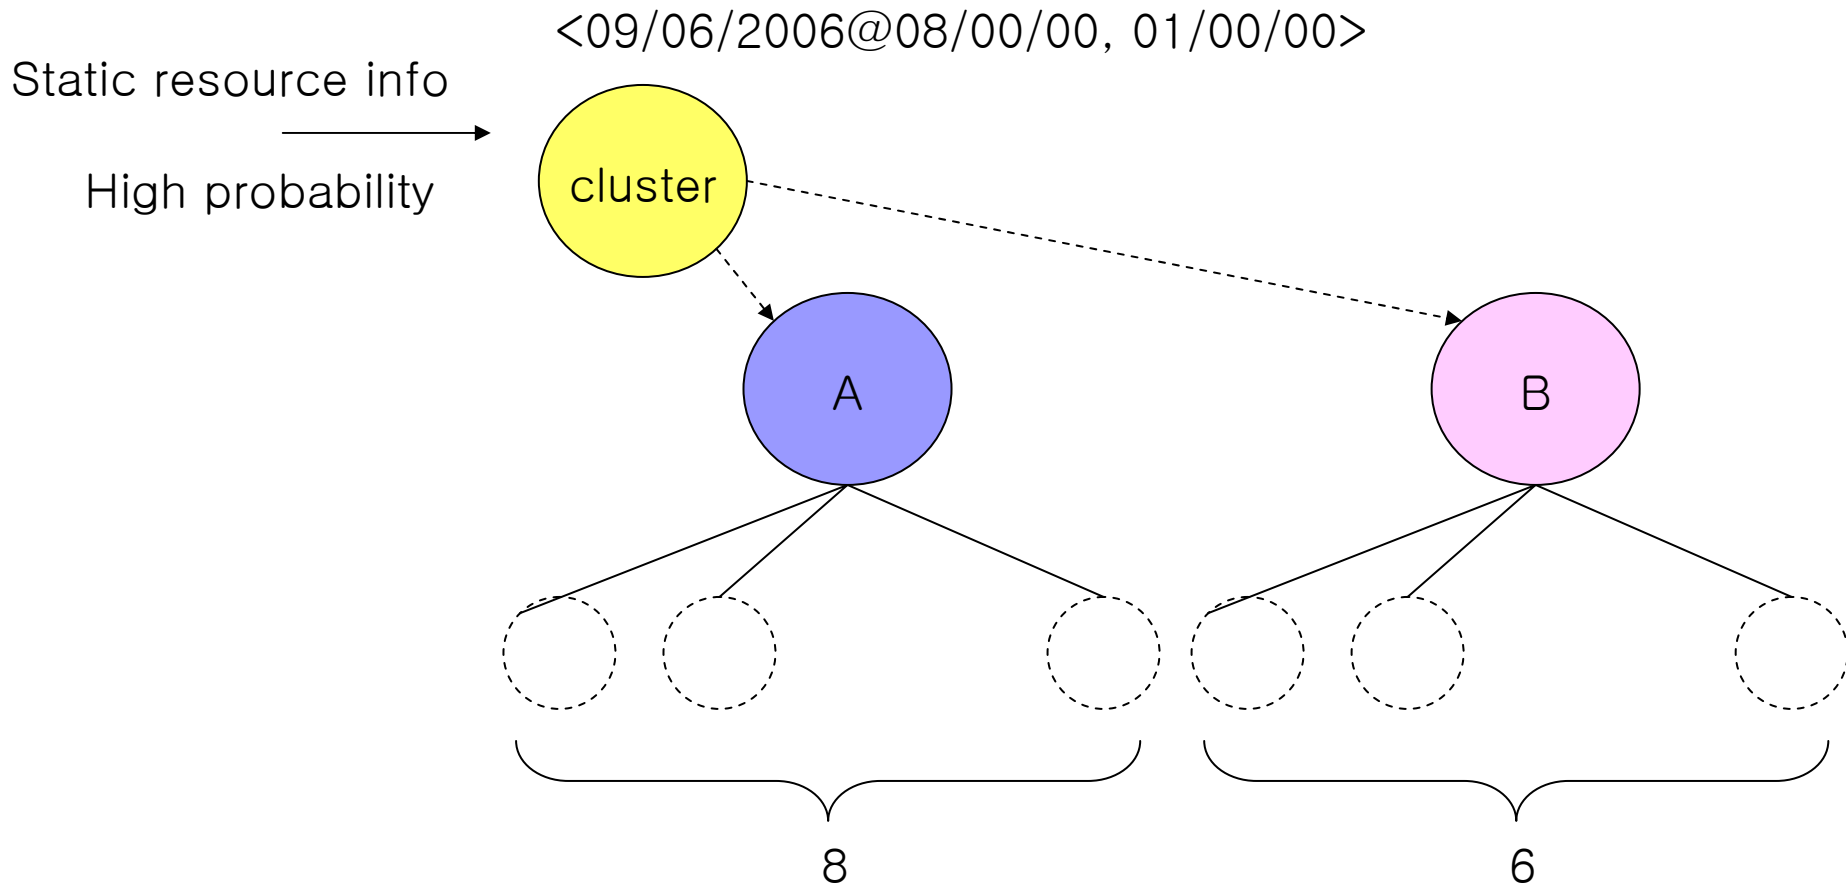 <09/06/2006@08/00/00, 01/00/00>
Static resource info
High probability
cluster
A
B
8
6